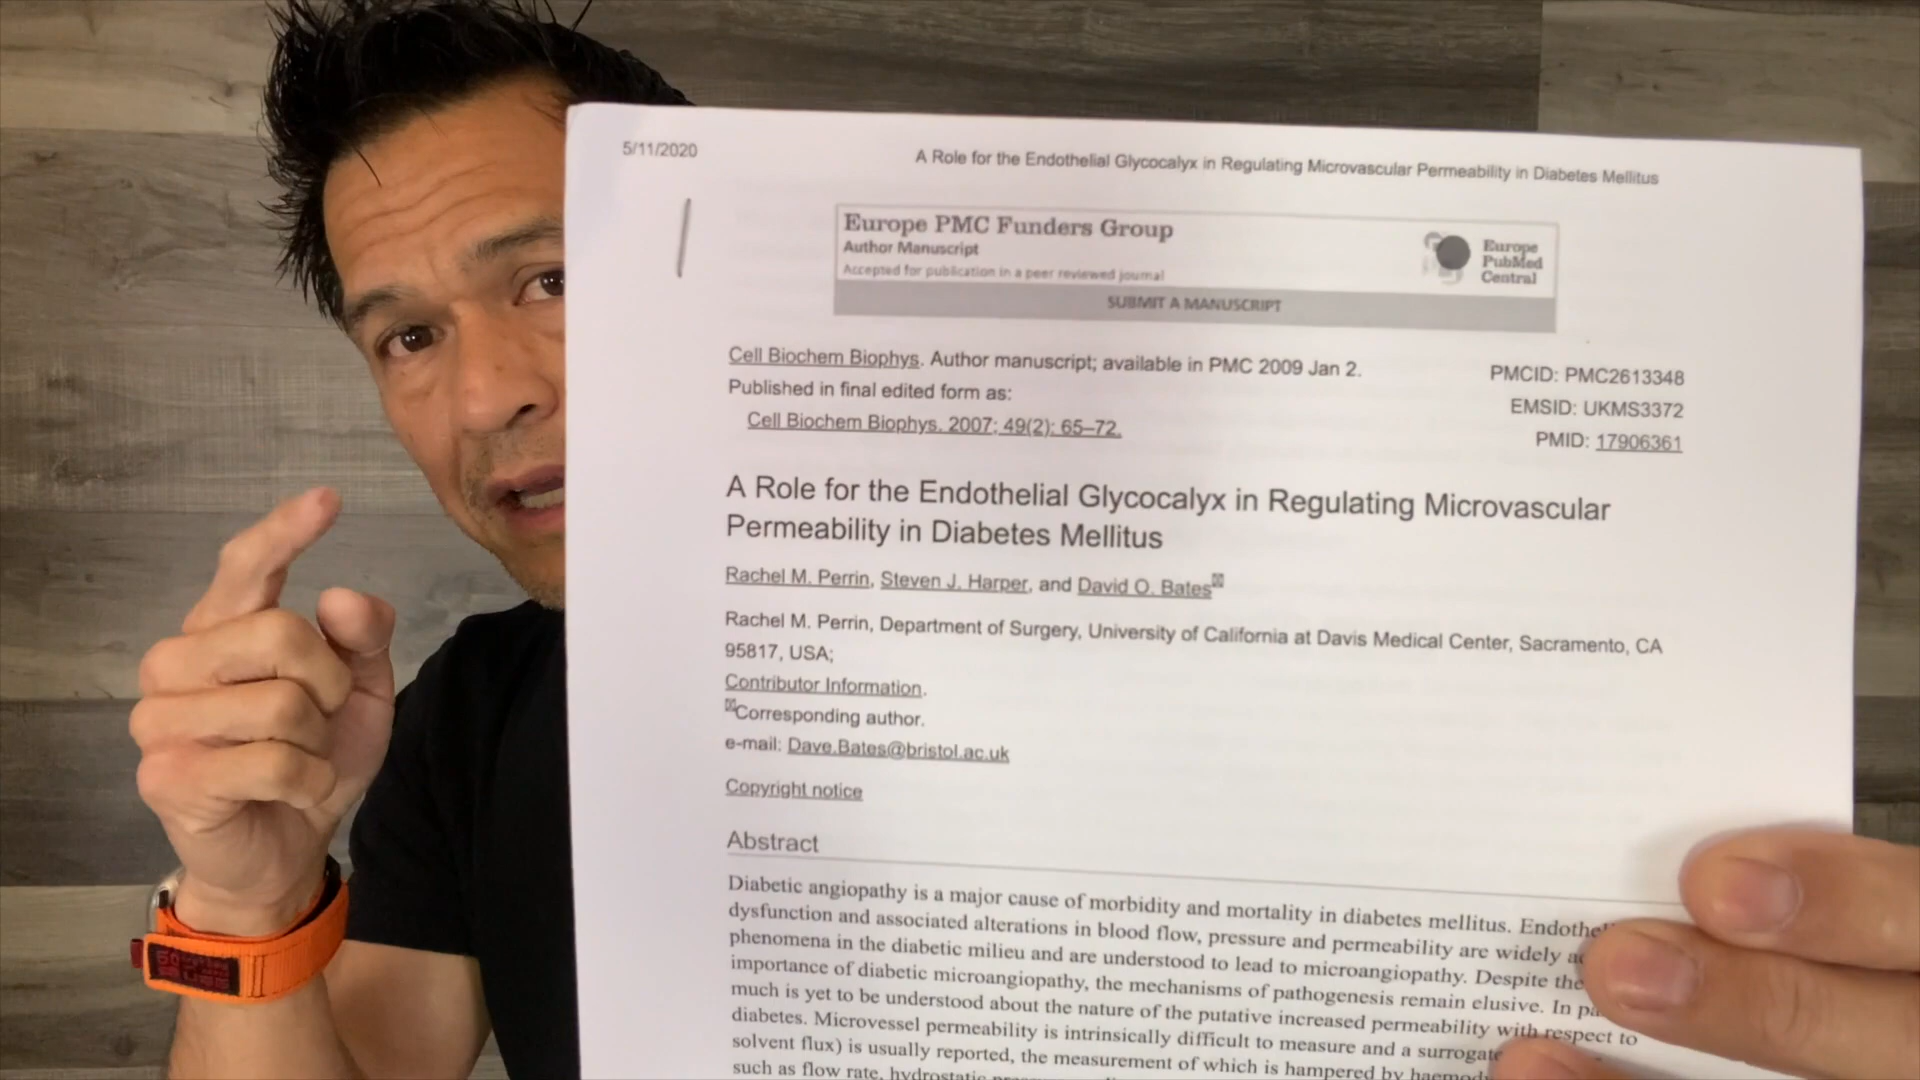 5/11/2020
A Role for the Endothelial Glycocalyx in Regulating Microvascular Permeability in Diabetes Mellitus
Europe PMC Funders Group
Author Manuscript
Accepted for publication in a peer reviewed journal
Europe
PubMed
Central
SUBMIT A MANUSCRIPT
Cell Biochem Biophys. Author manuscript; available in PMC 2009 Jan 2.
Published in final edited form as:
Cell Biochem Biophys. 2007; 49(2): 65–72.
PMCID: PMC2613348
EMSID: UKMS3372
PMID: 17906361
A Role for the Endothelial Glycocalyx in Regulating Microvascular
Permeability in Diabetes Mellitus
Rachel M. Perrin, Steven J. Harper, and David O. Bates
Rachel M. Perrin, Department of Surgery, University of California at Davis Medical Center, Sacramento, CA
95817, USA;
Contributor Information.
Corresponding author.
e-mail: Dave.Bates@bristol.ac.uk
Copyright notice
Abstract
Diabetic angiopathy is a major cause of morbidity and mortality in diabetes mellitus.
dysfunction and associated alterations in blood flow, pressure and permeability are widely
phenomena in the diabetic milieu and are understood to lead to microangiopathy. Despite the
importance of diabetic microangiopathy, the mechanisms of pathogenesis remain elusive. In
much is yet to be understood about the nature of the putative increased permeability with respect to
diabetes. Microvessel permeability is intrinsically difficult to measure and a surrogate
solvent flux) is usually reported, the measurement of which is hampered by
such as flow rate, hydrostatic